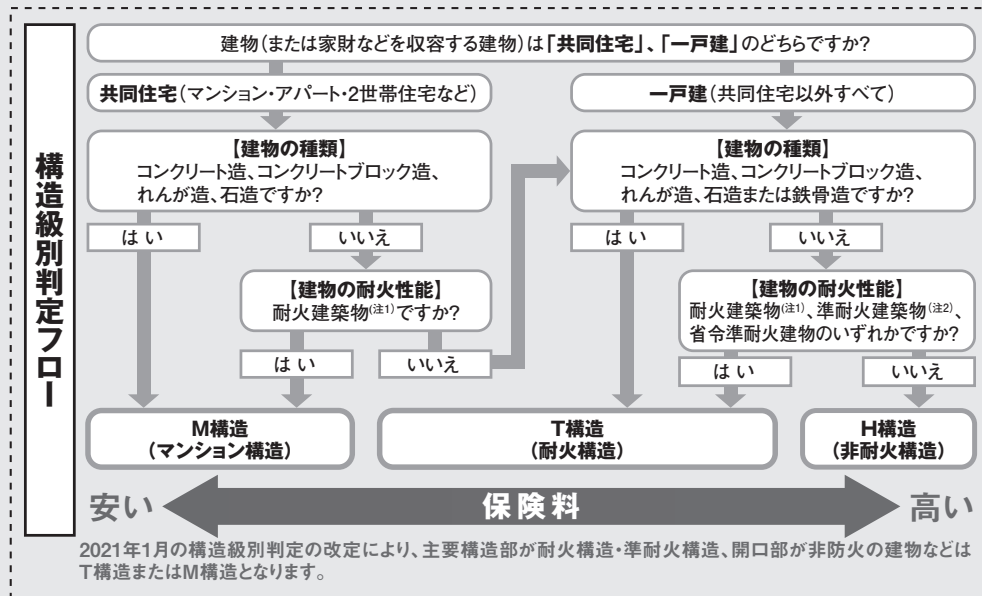 構造級別判定フロー
建物(または家財などを収容する建物)は「共同住宅」、「一戸建」のどちらですか?
共同住宅(マンション・アパート・2世帯住宅など)
一戸建(共同住宅以外すべて)
【建物の種類】
コンクリート造、コンクリートブロック造、
れんが造、石造ですか?
【建物の種類】
コンクリート造、コンクリートブロック造、
れんが造、石造または鉄骨造ですか?
はい
いいえ
はい
いいえ
【建物の耐火性能】
耐火建築物(注1)ですか?
【建物の耐火性能】
耐火建築物(注1)、準耐火建築物(注2)、
省令準耐火建物のいずれかですか?
はい
いいえ
はい
いいえ
M構造
(マンション構造)
T構造
(耐火構造)
H構造
(非耐火構造)
安い
保険料
高い
2021年1月の構造級別判定の改定により、主要構造部が耐火構造・準耐火構造、開口部が非防火の建物などは
T構造またはM構造となります。